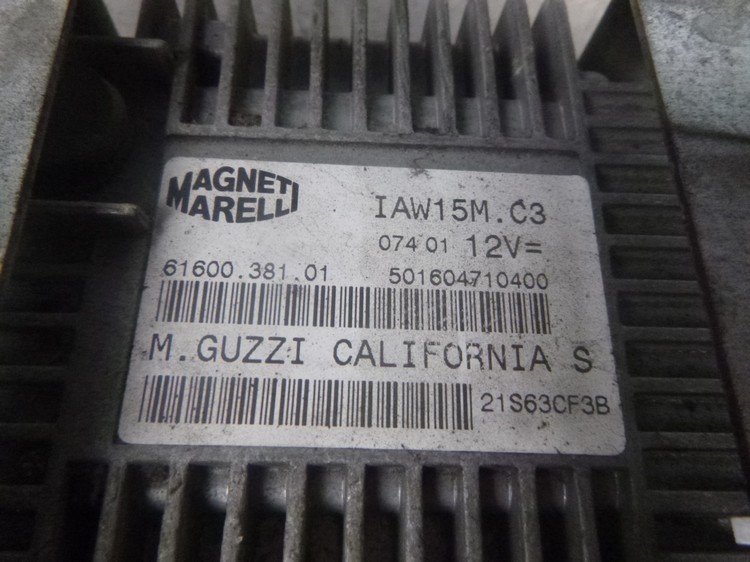 MAGNETI
MARELLI
IAW15M.C3
074 01 12V=
61600.381.01 501604710400
M.GUZZI CALIFORNIA S
21S63CF3B